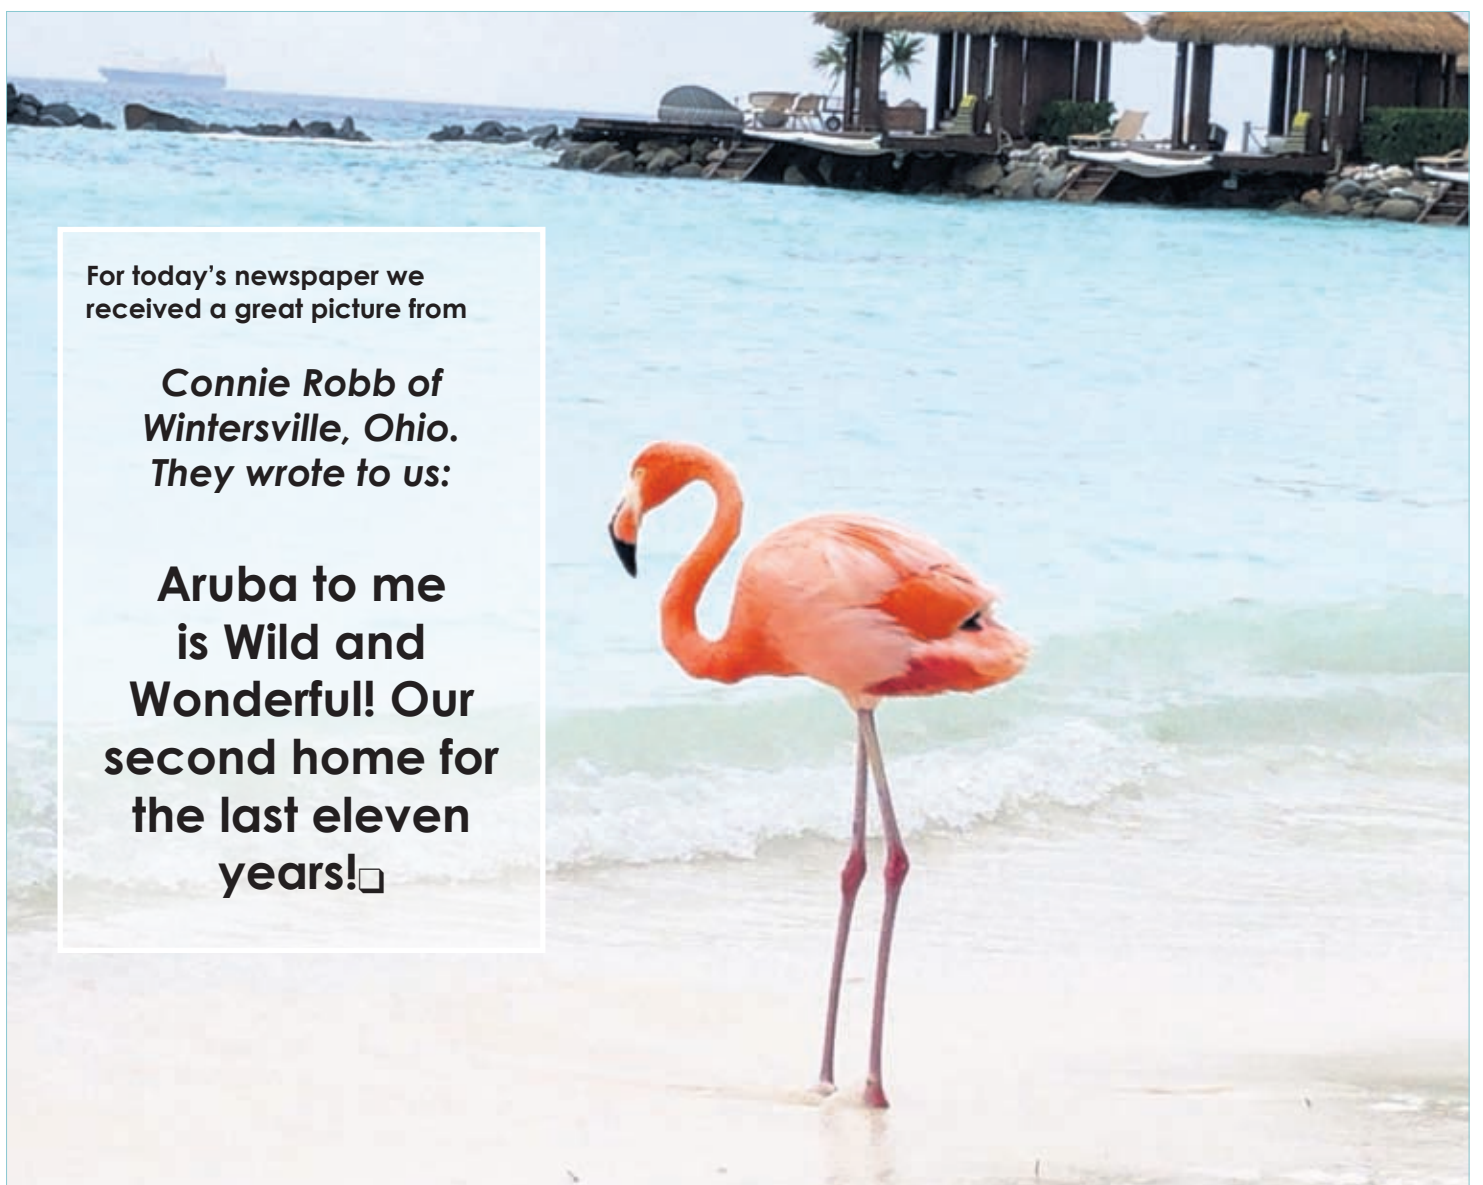 For today's newspaper we
received a great picture from
Connie Robb of
Wintersville, Ohio.
They wrote to us:
Aruba to me
is Wild and
Wonderful! Our
second home for
the last eleven
years!❏